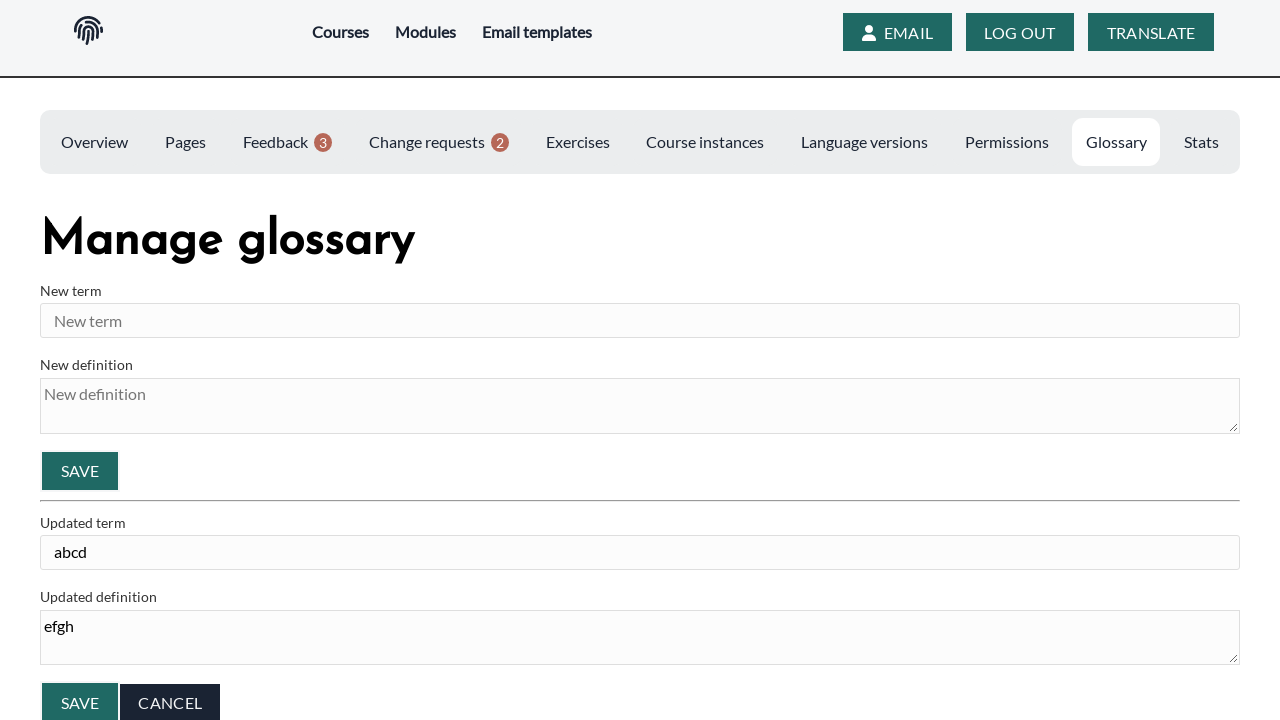 Courses Modules Email templates EMAIL LOG OUT TRANSLATE
Overview Pages Feedback 3 Change requests 2 Exercises Course instances Language versions Permissions Glossary Stats
Manage glossary
New term
New term
New definition
New definition
SAVE
Updated term
abcd
Updated definition
efgh
SAVE CANCEL